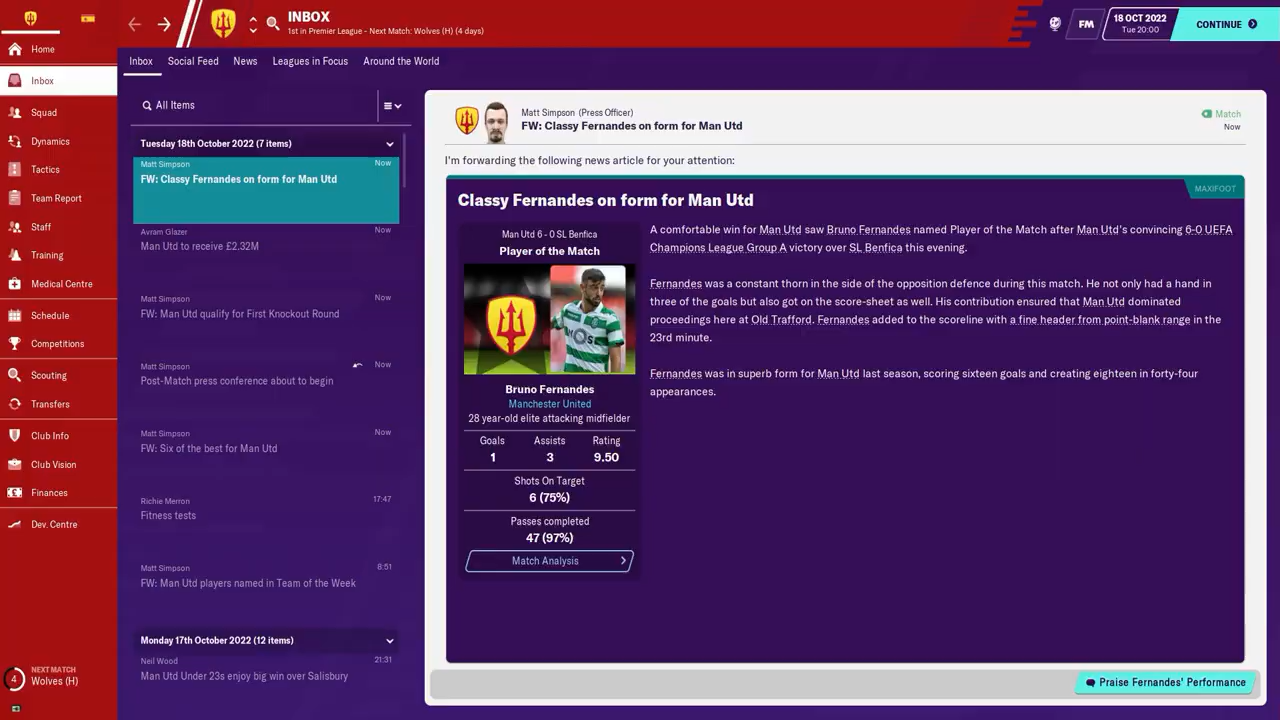 INBOX
1st in Premier League - Next Match: Wolves (H) (4 days)
FM
18 OCT 2022
Tue 20:00
CONTINUE
Home
Inbox
Squad
Dynamics
Tactics
Team Report
Staff
Training
Medical Centre
Schedule
Competitions
Scouting
Transfers
Club Info
Club Vision
Finances
Dev. Centre
4
NEXT MATCH
Wolves (H)
Inbox
Social Feed
News
Leagues in Focus
Around the World
All Items
Tuesday 18th October 2022 (7 items)
Matt Simpson
Now
FW: Classy Fernandes on form for Man Utd
Avram Glazer
Now
Man Utd to receive £2.32M
Matt Simpson
Now
FW: Man Utd qualify for First Knockout Round
Matt Simpson
Now
Post-Match press conference about to begin
Matt Simpson
Now
FW: Six of the best for Man Utd
Richie Merron
17:47
Fitness tests
Matt Simpson
8:51
FW: Man Utd players named in Team of the Week
Monday 17th October 2022 (12 items)
Neil Wood
21:31
Man Utd Under 23s enjoy big win over Salisbury
Matt Simpson (Press Officer)
FW: Classy Fernandes on form for Man Utd
Match
Now
I'm forwarding the following news article for your attention:
MAXIFOOT
Classy Fernandes on form for Man Utd
Man Utd 6 - 0 SL Benfica
Player of the Match
Bruno Fernandes
Manchester United
28 year-old elite attacking midfielder
Goals Assists Rating
1 3 9.50
Shots On Target
6 (75%)
Passes completed
47 (97%)
Match Analysis
A comfortable win for Man Utd saw Bruno Fernandes named Player of the Match after Man Utd's convincing 6-0 UEFA
Champions League Group A victory over SL Benfica this evening.
Fernandes was a constant thorn in the side of the opposition defence during this match. He not only had a hand in
three of the goals but also got on the score-sheet as well. His contribution ensured that Man Utd dominated
proceedings here at Old Trafford. Fernandes added to the scoreline with a fine header from point-blank range in the
23rd minute.
Fernandes was in superb form for Man Utd last season, scoring sixteen goals and creating eighteen in forty-four
appearances.
Praise Fernandes' Performance